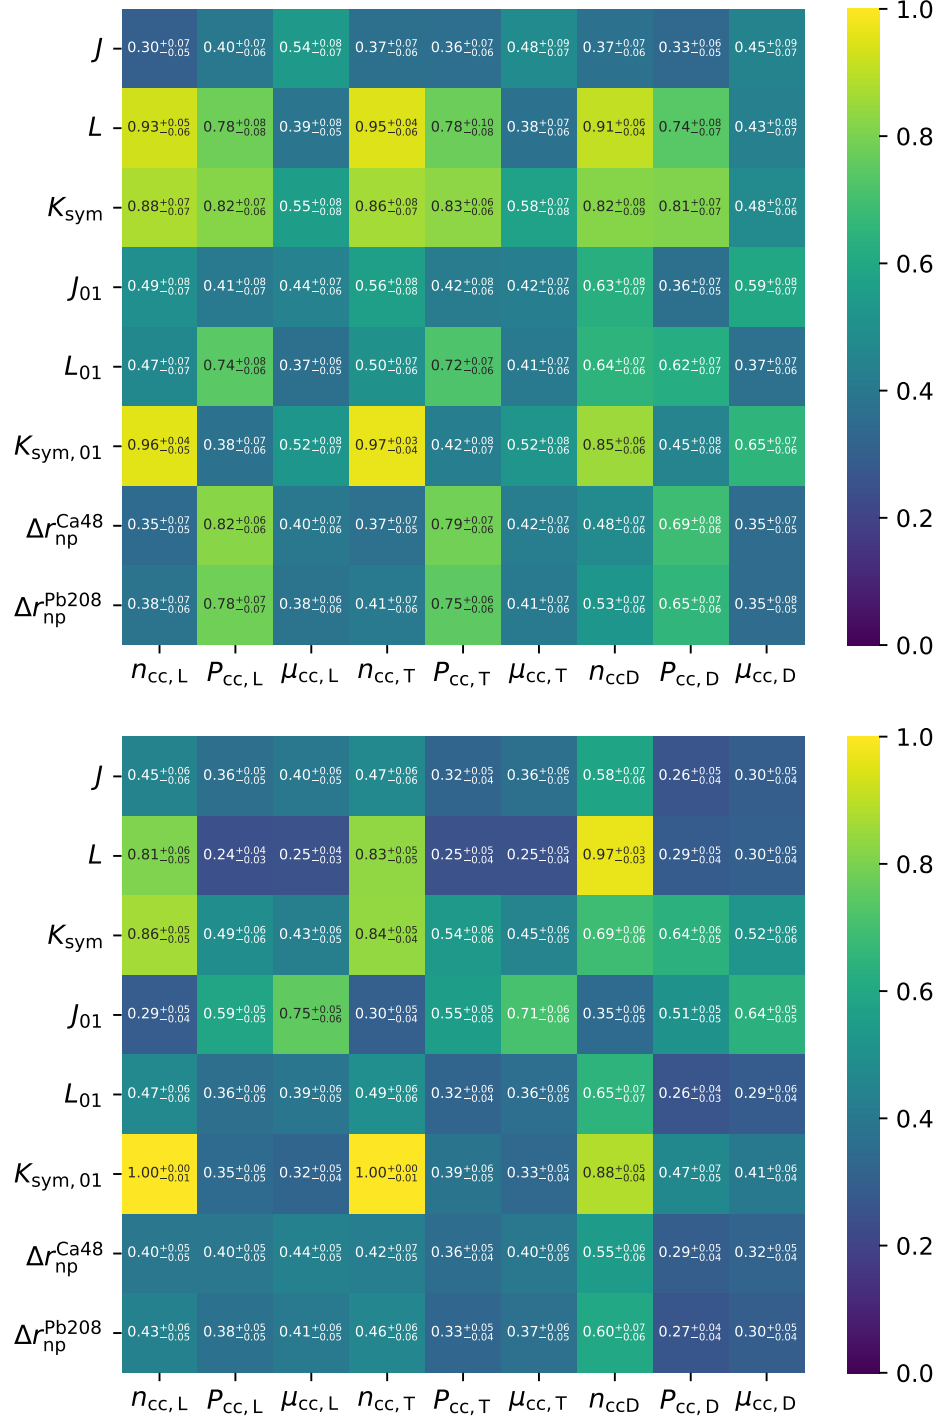 J 0.30+0.07−0.05 0.40+0.07−0.06 0.54+0.08−0.07 0.37+0.07−0.06 0.36+0.07−0.06 0.48+0.09−0.07 0.37+0.07−0.06 0.33+0.06−0.05 0.45+0.09−0.07 1.0
L 0.93+0.05−0.06 0.78+0.08−0.08 0.39+0.08−0.05 0.95+0.04−0.06 0.78+0.10−0.08 0.38+0.07−0.06 0.91+0.06−0.04 0.74+0.08−0.07 0.43+0.08−0.07 0.8
Ksym 0.88+0.07−0.07 0.82+0.07−0.06 0.55+0.08−0.08 0.86+0.08−0.07 0.83+0.06−0.06 0.58+0.07−0.08 0.82+0.08−0.09 0.81+0.07−0.07 0.48+0.07−0.06
J01 0.49+0.08−0.07 0.41+0.08−0.07 0.44+0.07−0.06 0.56+0.08−0.08 0.42+0.08−0.06 0.42+0.07−0.06 0.63+0.08−0.07 0.36+0.07−0.05 0.59+0.08−0.07 0.6
L01 0.47+0.07−0.07 0.74+0.08−0.06 0.37+0.06−0.05 0.50+0.07−0.06 0.72+0.07−0.06 0.41+0.07−0.06 0.64+0.07−0.06 0.62+0.07−0.07 0.37+0.07−0.06 0.4
Ksym, 01 0.96+0.04−0.05 0.38+0.07−0.06 0.52+0.08−0.07 0.97+0.03−0.04 0.42+0.08−0.07 0.52+0.08−0.06 0.85+0.06−0.06 0.45+0.08−0.06 0.65+0.07−0.06
ΔrnpCa48 0.35+0.07−0.05 0.82+0.06−0.06 0.40+0.07−0.06 0.37+0.07−0.05 0.79+0.07−0.06 0.42+0.07−0.06 0.48+0.07−0.06 0.69+0.08−0.06 0.35+0.07−0.05 0.2
ΔrnpPb208 0.38+0.07−0.06 0.78+0.07−0.07 0.38+0.06−0.06 0.41+0.07−0.06 0.75+0.06−0.06 0.41+0.07−0.06 0.53+0.07−0.06 0.65+0.07−0.06 0.35+0.08−0.05 0.0
ncc, L Pcc, L μcc, L ncc, T Pcc, T μcc, T nccD Pcc, D μcc, D
J 0.45+0.06−0.06 0.36+0.05−0.05 0.40+0.06−0.05 0.47+0.06−0.06 0.32+0.05−0.04 0.36+0.05−0.05 0.58+0.07−0.06 0.26+0.05−0.04 0.30+0.05−0.04 1.0
L 0.81+0.06−0.05 0.24+0.04−0.03 0.25+0.04−0.03 0.83+0.05−0.05 0.25+0.05−0.04 0.25+0.05−0.04 0.97+0.03−0.03 0.29+0.05−0.04 0.30+0.05−0.04 0.8
Ksym 0.86+0.05−0.05 0.49+0.06−0.06 0.43+0.06−0.05 0.84+0.05−0.04 0.54+0.06−0.06 0.45+0.06−0.05 0.69+0.06−0.06 0.64+0.06−0.05 0.52+0.06−0.06
J01 0.29+0.05−0.04 0.59+0.05−0.05 0.75+0.05−0.06 0.30+0.05−0.04 0.55+0.05−0.05 0.71+0.06−0.06 0.35+0.06−0.05 0.51+0.05−0.05 0.64+0.05−0.05 0.6
L01 0.47+0.06−0.06 0.36+0.06−0.05 0.39+0.06−0.05 0.49+0.06−0.06 0.32+0.06−0.04 0.36+0.06−0.05 0.65+0.07−0.07 0.26+0.04−0.03 0.29+0.06−0.04 0.4
Ksym, 01 1.00+0.00−0.01 0.35+0.06−0.05 0.32+0.05−0.04 1.00+0.00−0.01 0.39+0.06−0.05 0.33+0.05−0.04 0.88+0.05−0.04 0.47+0.07−0.05 0.41+0.06−0.04
ΔrnpCa48 0.40+0.05−0.05 0.40+0.05−0.05 0.44+0.05−0.05 0.42+0.07−0.05 0.36+0.05−0.04 0.40+0.06−0.05 0.55+0.06−0.06 0.29+0.05−0.04 0.32+0.05−0.04 0.2
ΔrnpPb208 0.43+0.06−0.05 0.38+0.05−0.05 0.41+0.06−0.05 0.46+0.06−0.06 0.33+0.05−0.04 0.37+0.06−0.05 0.60+0.07−0.06 0.27+0.04−0.04 0.30+0.05−0.04 0.0
ncc, L Pcc, L μcc, L ncc, T Pcc, T μcc, T nccD Pcc, D μcc, D